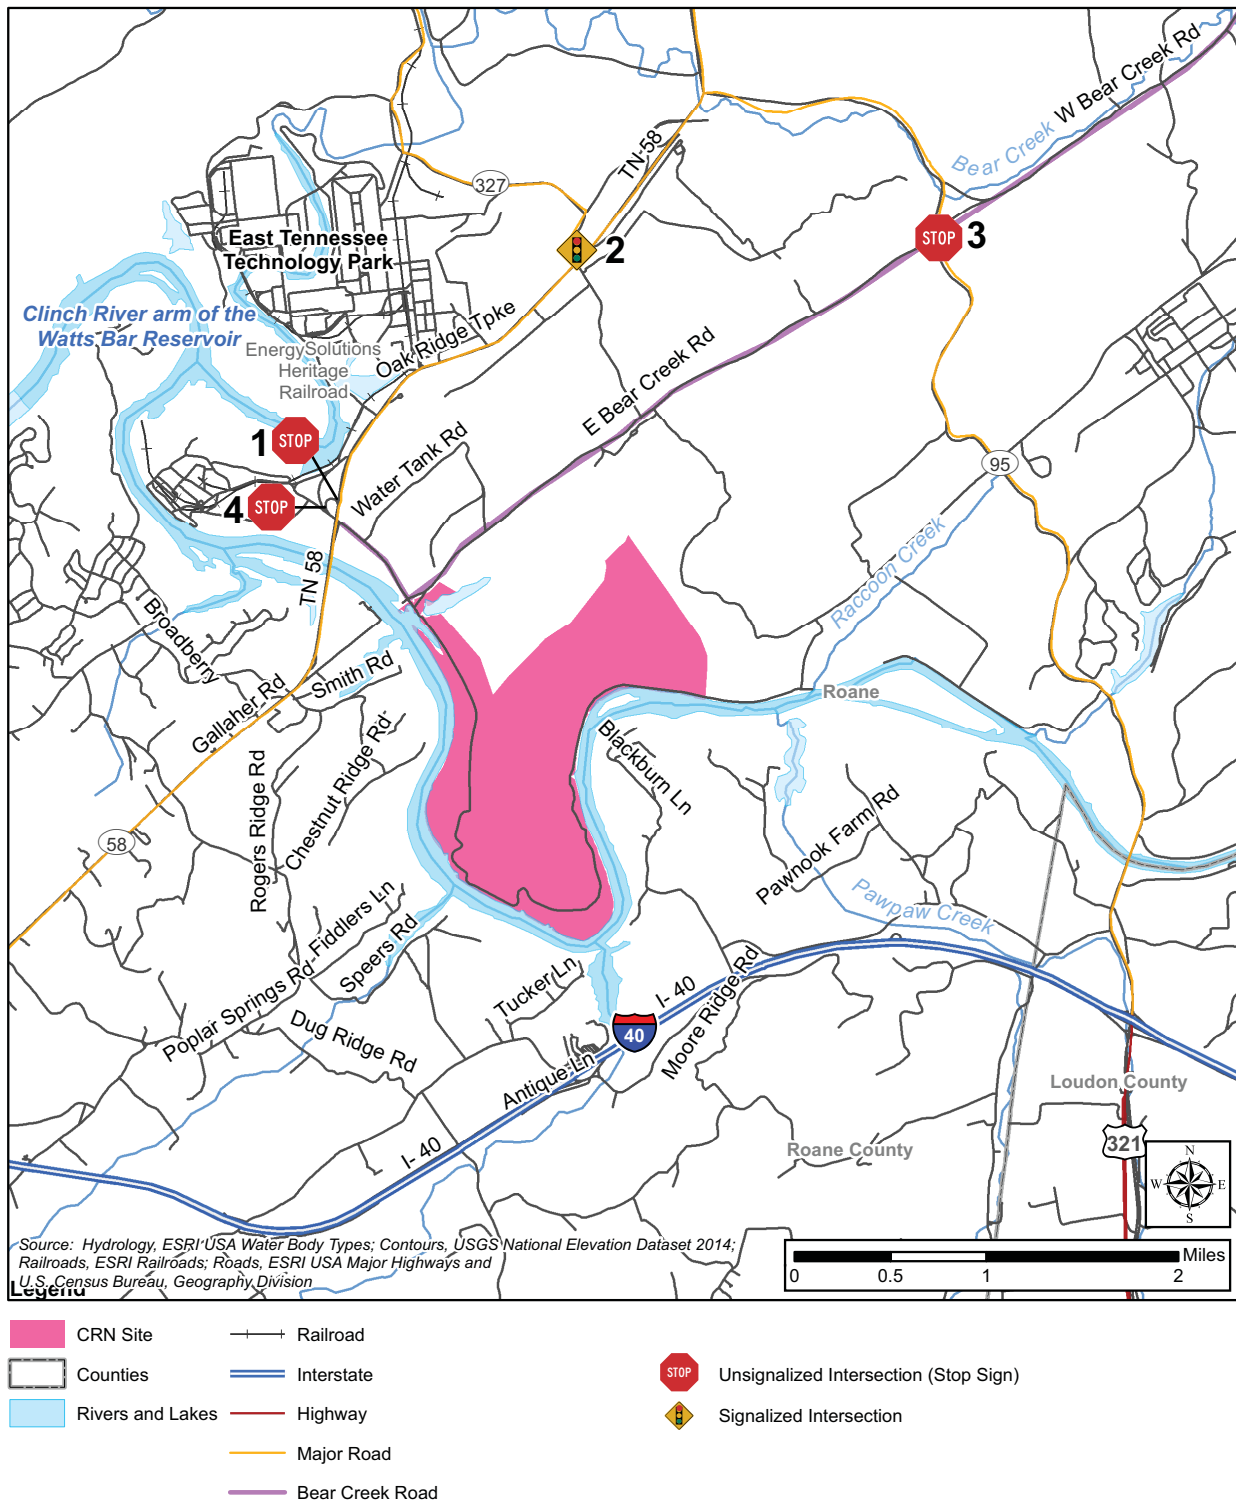 W Bear Creek Rd
Bear Creek
TN-58
327
East Tennessee
Technology Park
2
STOP
3
Clinch River arm of the
Watts Bar Reservoir
EnergySolutions
Heritage
Railroad
Oak Ridge Tpke
E Bear Creek Rd
1
STOP
Water Tank Rd
95
4
STOP
Raccoon Creek
TN 58
Broadberry
Smith Rd
Roane
Gallaher Rd
Blackburn Ln
Chestnut Ridge Rd
Rogers Ridge Rd
58
Pawnook Farm Rd
Fiddlers Ln
Pawpaw Creek
Speers Rd
Poplar Springs Rd
Tucker Ln
I- 40
Moore Ridge Rd
Dug Ridge Rd
40
Antique Ln
Loudon County
I- 40
Roane County
321
N
W
E
S
Source: Hydrology, ESRI USA Water Body Types; Contours, USGS National Elevation Dataset 2014;
Railroads, ESRI Railroads; Roads, ESRI USA Major Highways and
U.S. Census Bureau, Geography Division
Miles
0 0.5 1 2
Legend
CRN Site
Counties
Rivers and Lakes
Railroad
Interstate
Highway
Major Road
Bear Creek Road
STOP
Unsignalized Intersection (Stop Sign)
Signalized Intersection